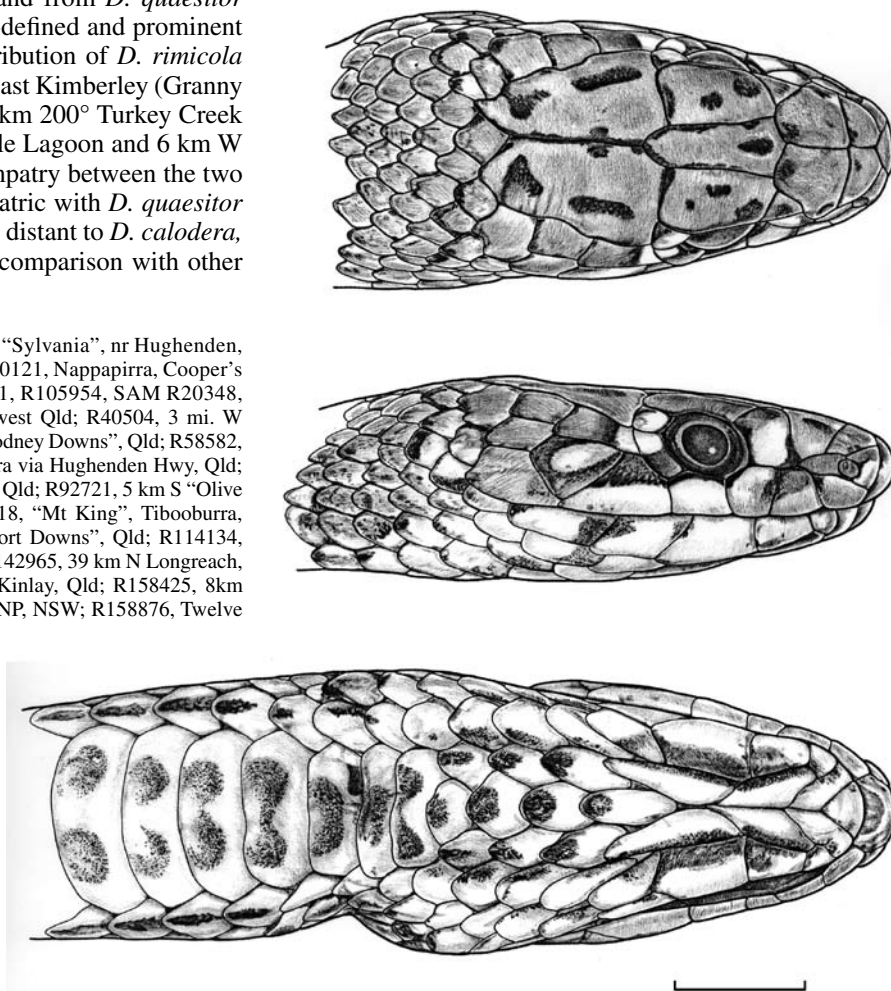 and from D. quaesitor
defined and prominent
tribution of D. rimicola
ast Kimberley (Granny
km 200° Turkey Creek
le Lagoon and 6 km W
mpatry between the two
atric with D. quaesitor
distant to D. calodera,
comparison with other
“Sylvania”, nr Hughenden,
0121, Nappapirra, Cooper’s
1, R105954, SAM R20348,
west Qld; R40504, 3 mi. W
odney Downs”, Qld; R58582,
ra via Hughenden Hwy, Qld;
Qld; R92721, 5 km S “Olive
18, “Mt King”, Tibooburra,
ort Downs”, Qld; R114134,
142965, 39 km N Longreach,
Kinlay, Qld; R158425, 8km
NP, NSW; R158876, Twelve